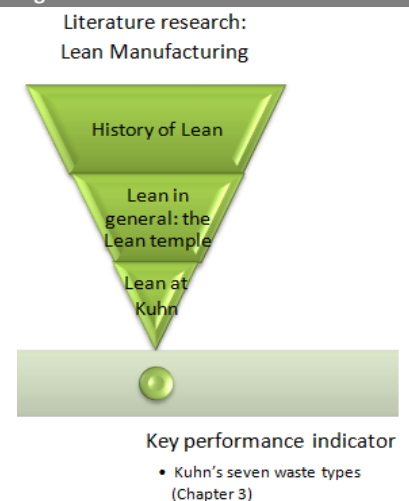 Literature research:
Lean Manufacturing
History of Lean
Lean in
general: the
Lean temple
Lean at
Kuhn
Key performance indicator
• Kuhn's seven waste types
(Chapter 3)